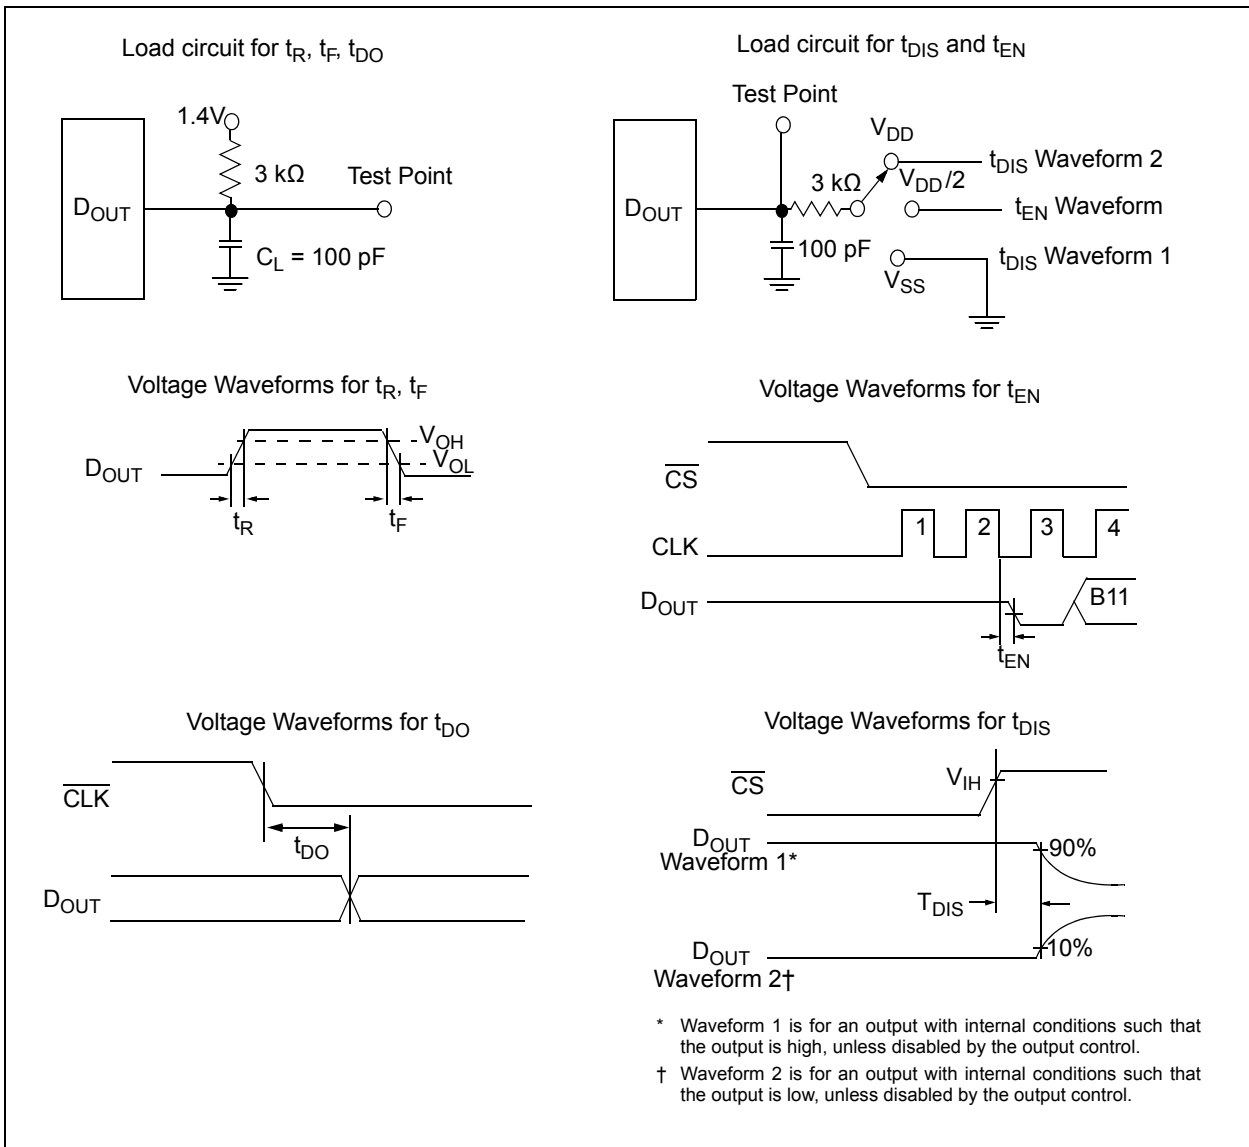 Load circuit for tR, tF, tDO
1.4V
3 kΩ
Test Point
DOUT
CL = 100 pF
Load circuit for tDIS and tEN
Test Point
VDD
tDIS Waveform 2
3 kΩ
VDD/2
DOUT
tEN Waveform
100 pF
tDIS Waveform 1
VSS
Voltage Waveforms for tR, tF
VOH
DOUT
VOL
tR
tF
Voltage Waveforms for tEN
CS
CLK
1
2
3
4
DOUT
B11
tEN
Voltage Waveforms for tDO
CLK
tDO
DOUT
Voltage Waveforms for tDIS
VIH
CS
DOUT
Waveform 1*
90%
TDIS
DOUT
10%
Waveform 2†
* Waveform 1 is for an output with internal conditions such that
the output is high, unless disabled by the output control.
† Waveform 2 is for an output with internal conditions such that
the output is low, unless disabled by the output control.